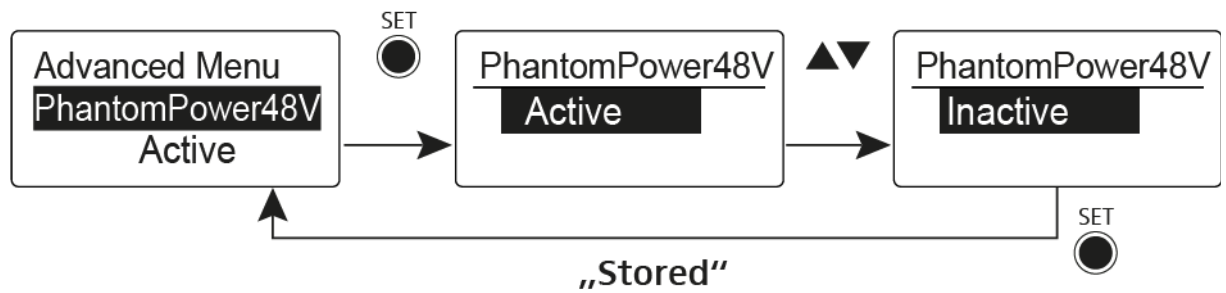 SET
Advanced Menu
PhantomPower48V
Active
PhantomPower48V
Active
PhantomPower48V
Inactive
SET
„Stored“